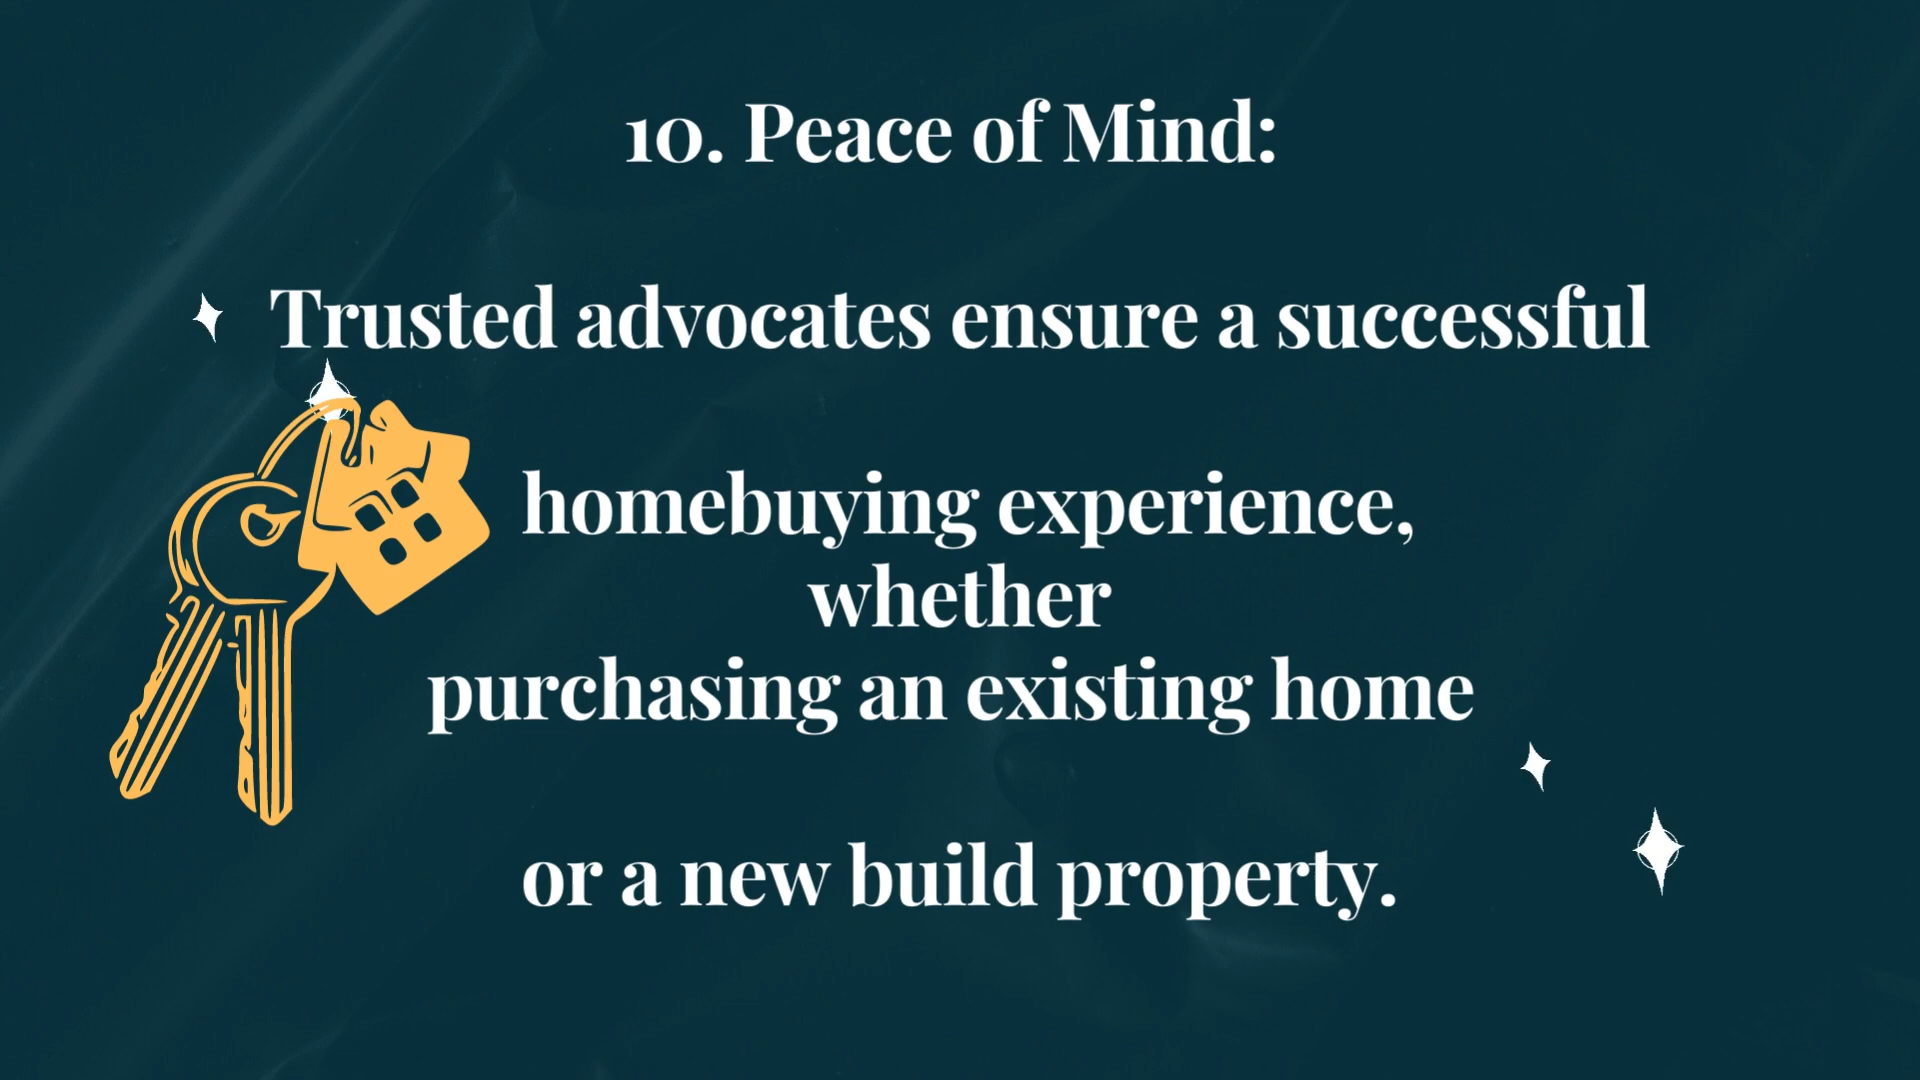 10. Peace of Mind:
Trusted advocates ensure a successful
homebuying experience,
whether
purchasing an existing home
or a new build property.